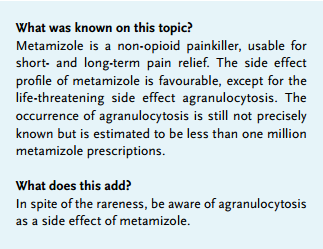 What was known on this topic?
Metamizole is a non-opioid painkiller, usable for
short- and long-term pain relief. The side effect
profile of metamizole is favourable, except for the
life-threatening side effect agranulocytosis. The
occurrence of agranulocytosis is still not precisely
known but is estimated to be less than one million
metamizole prescriptions.
What does this add?
In spite of the rareness, be aware of agranulocytosis
as a side effect of metamizole.